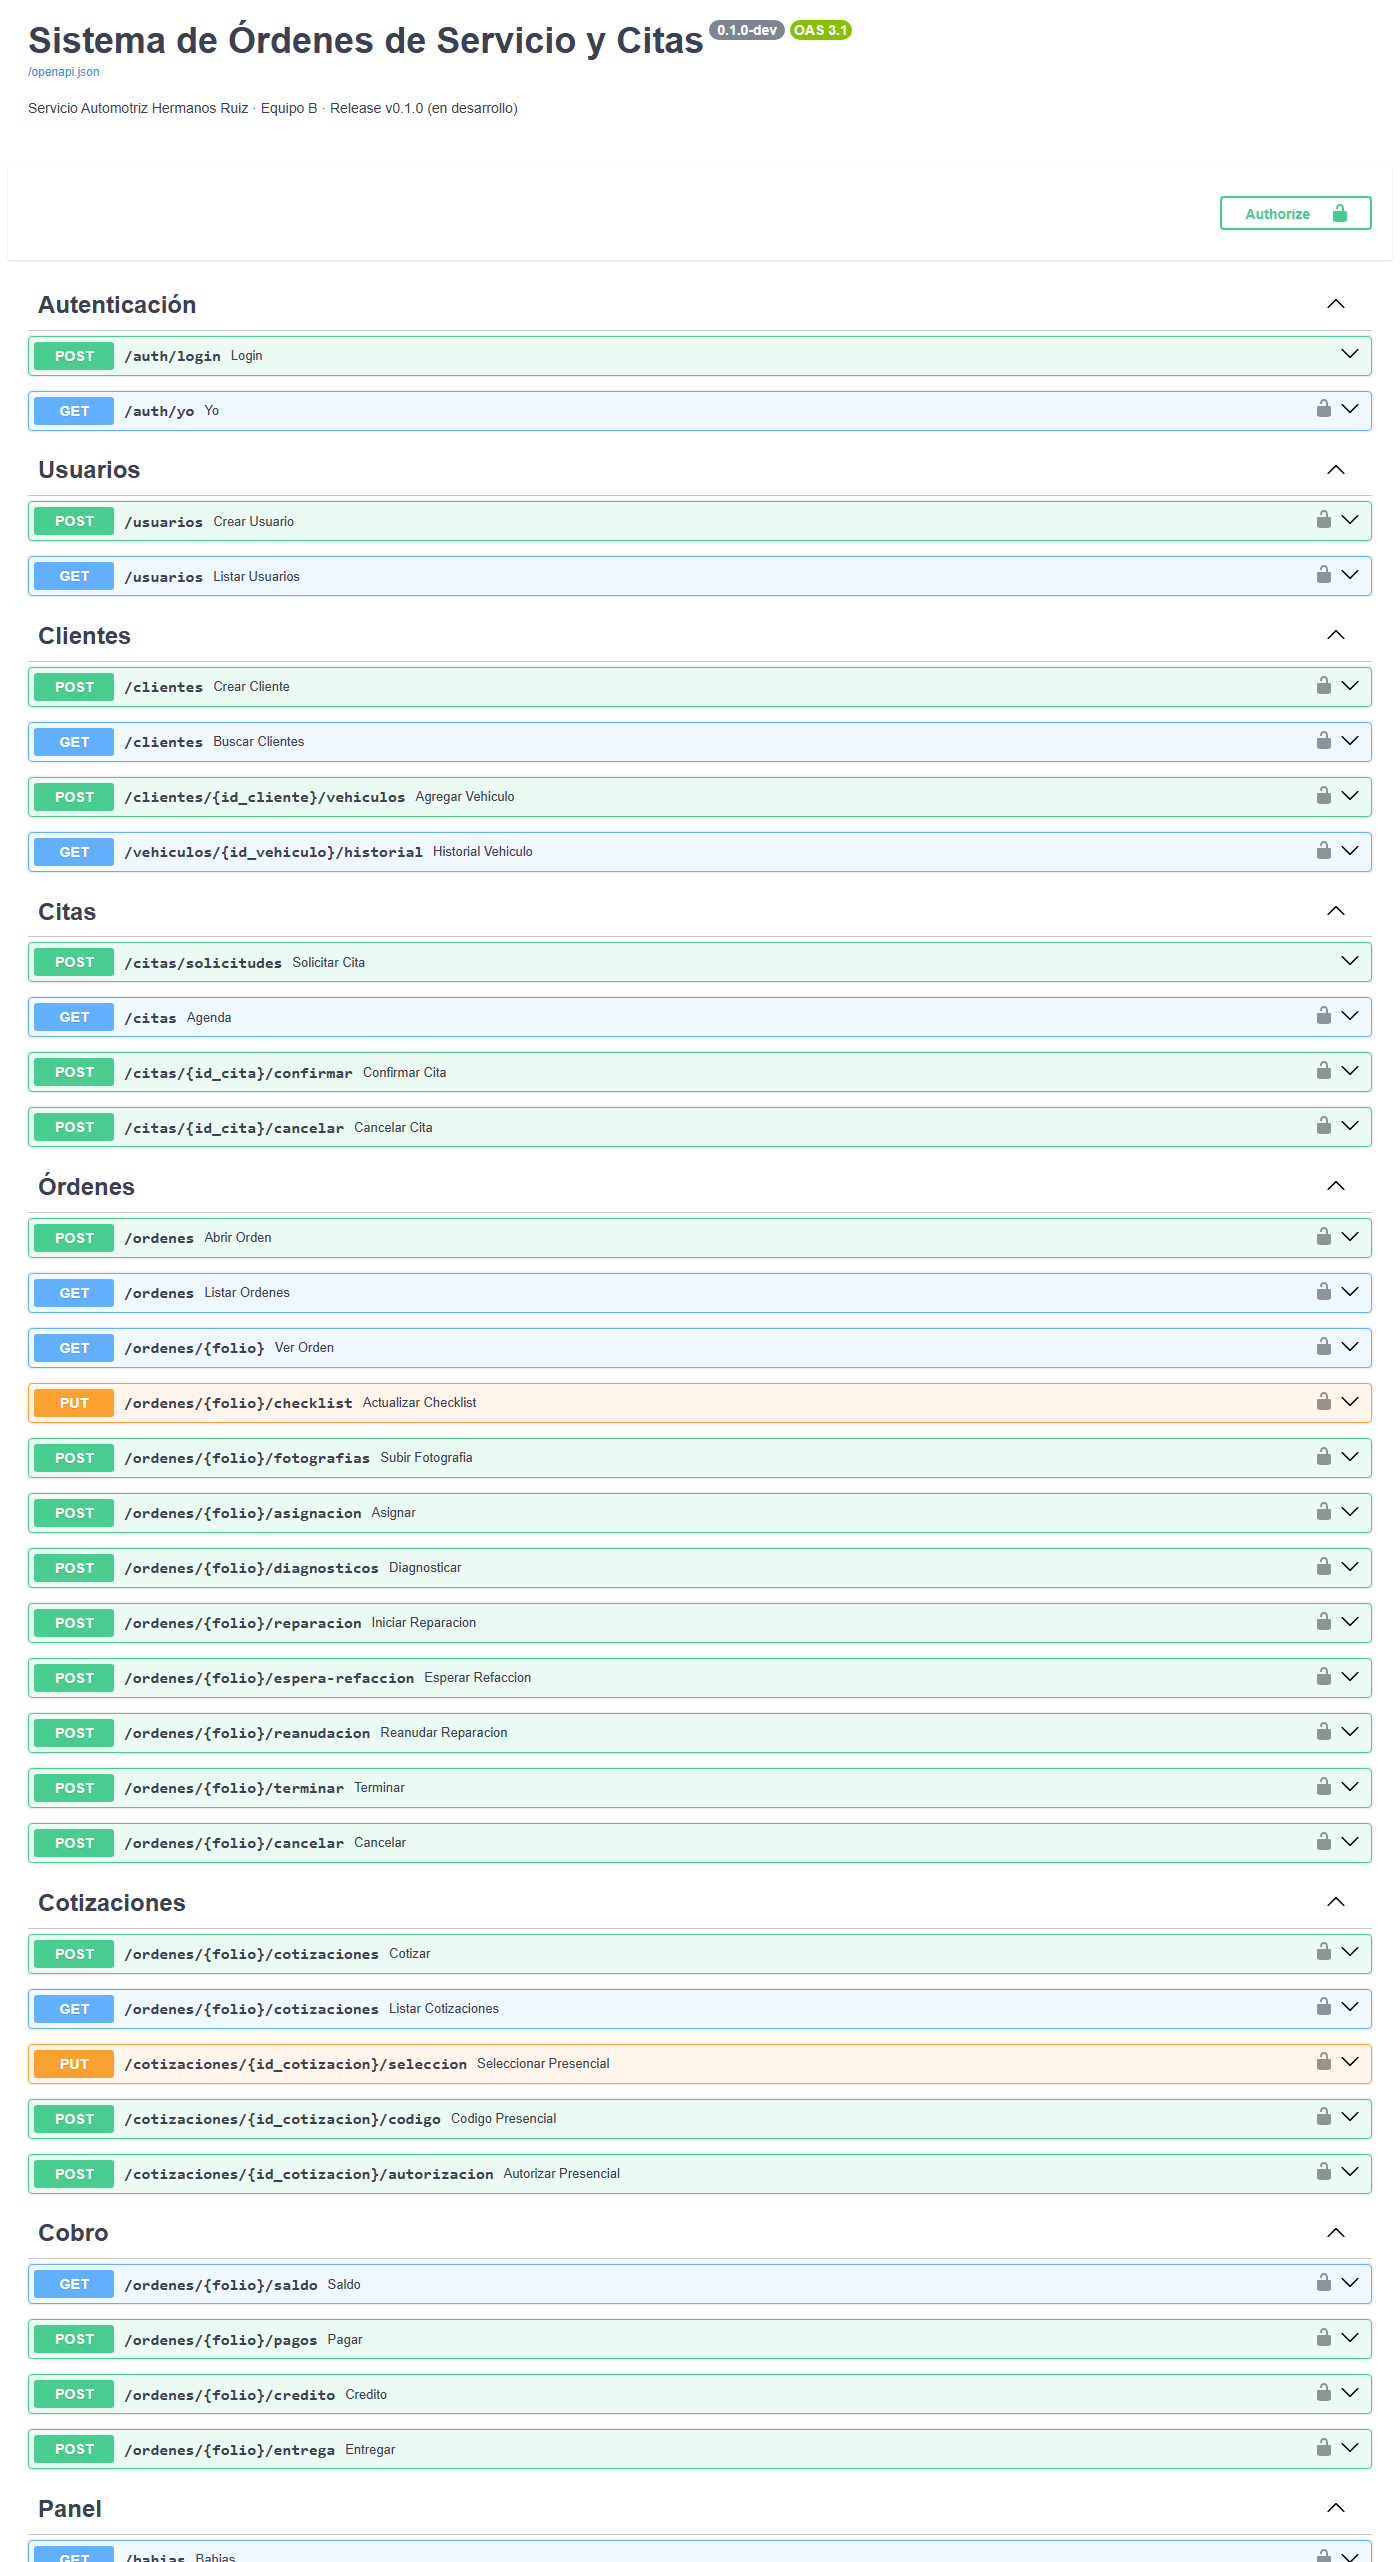 Sistema de Órdenes de Servicio y Citas 0.1.0-dev OAS 3.1
/openapi.json
Servicio Automotriz Hermanos Ruiz · Equipo B · Release v0.1.0 (en desarrollo)
Authorize
Autenticación
POST /auth/login Login
GET /auth/yo Yo
Usuarios
POST /usuarios Crear Usuario
GET /usuarios Listar Usuarios
Clientes
POST /clientes Crear Cliente
GET /clientes Buscar Clientes
POST /clientes/{id_cliente}/vehiculos Agregar Vehiculo
GET /vehiculos/{id_vehiculo}/historial Historial Vehiculo
Citas
POST /citas/solicitudes Solicitar Cita
GET /citas Agenda
POST /citas/{id_cita}/confirmar Confirmar Cita
POST /citas/{id_cita}/cancelar Cancelar Cita
Órdenes
POST /ordenes Abrir Orden
GET /ordenes Listar Ordenes
GET /ordenes/{folio} Ver Orden
PUT /ordenes/{folio}/checklist Actualizar Checklist
POST /ordenes/{folio}/fotografias Subir Fotografia
POST /ordenes/{folio}/asignacion Asignar
POST /ordenes/{folio}/diagnosticos Diagnosticar
POST /ordenes/{folio}/reparacion Iniciar Reparacion
POST /ordenes/{folio}/espera-refaccion Esperar Refaccion
POST /ordenes/{folio}/reanudacion Reanudar Reparacion
POST /ordenes/{folio}/terminar Terminar
POST /ordenes/{folio}/cancelar Cancelar
Cotizaciones
POST /ordenes/{folio}/cotizaciones Cotizar
GET /ordenes/{folio}/cotizaciones Listar Cotizaciones
PUT /cotizaciones/{id_cotizacion}/seleccion Seleccionar Presencial
POST /cotizaciones/{id_cotizacion}/codigo Codigo Presencial
POST /cotizaciones/{id_cotizacion}/autorizacion Autorizar Presencial
Cobro
GET /ordenes/{folio}/saldo Saldo
POST /ordenes/{folio}/pagos Pagar
POST /ordenes/{folio}/credito Credito
POST /ordenes/{folio}/entrega Entregar
Panel
GET /bahias Bahias